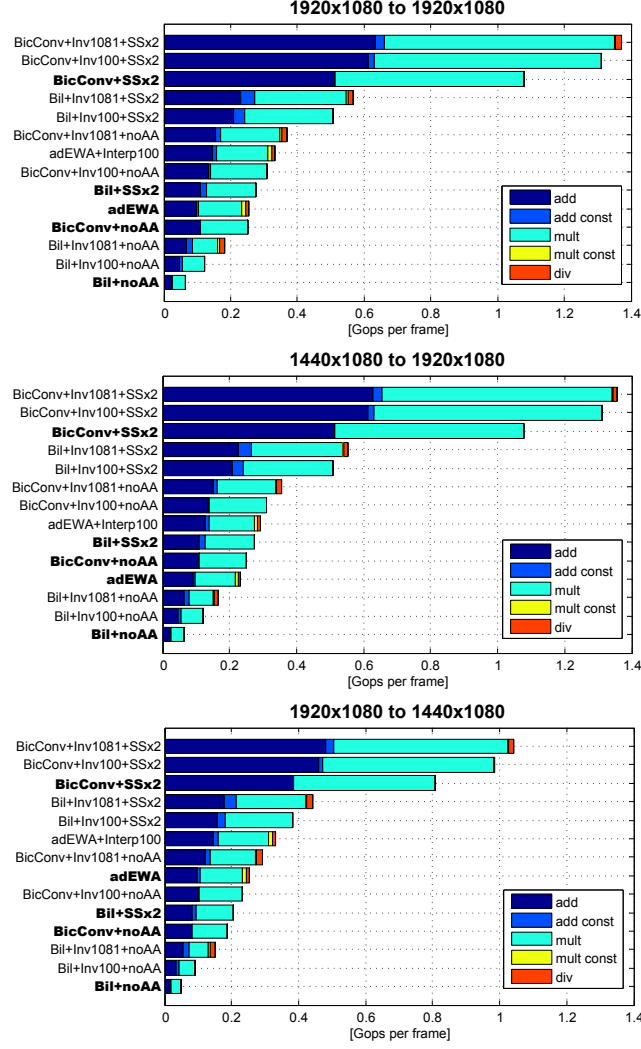 1920x1080 to 1920x1080
BicConv+Inv1081+SSx2
BicConv+Inv100+SSx2
BicConv+SSx2
Bil+Inv1081+SSx2
Bil+Inv100+SSx2
BicConv+Inv1081+noAA
adEWA+Interp100
BicConv+Inv100+noAA
Bil+SSx2
adEWA
BicConv+noAA
Bil+Inv1081+noAA
Bil+Inv100+noAA
Bil+noAA
add
add const
mult
mult const
div
0 0.2 0.4 0.6 0.8 1 1.2 1.4
[Gops per frame]
1440x1080 to 1920x1080
BicConv+Inv1081+SSx2
BicConv+Inv100+SSx2
BicConv+SSx2
Bil+Inv1081+SSx2
Bil+Inv100+SSx2
BicConv+Inv1081+noAA
BicConv+Inv100+noAA
adEWA+Interp100
Bil+SSx2
BicConv+noAA
adEWA
Bil+Inv1081+noAA
Bil+Inv100+noAA
Bil+noAA
add
add const
mult
mult const
div
0 0.2 0.4 0.6 0.8 1 1.2 1.4
[Gops per frame]
1920x1080 to 1440x1080
BicConv+Inv1081+SSx2
BicConv+Inv100+SSx2
BicConv+SSx2
Bil+Inv1081+SSx2
Bil+Inv100+SSx2
adEWA+Interp100
BicConv+Inv1081+noAA
adEWA
BicConv+Inv100+noAA
Bil+SSx2
BicConv+noAA
Bil+Inv1081+noAA
Bil+Inv100+noAA
Bil+noAA
add
add const
mult
mult const
div
0 0.2 0.4 0.6 0.8 1 1.2 1.4
[Gops per frame]